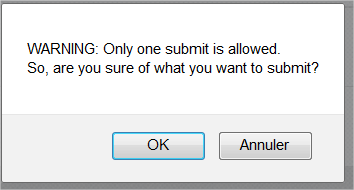 WARNING: Only one submit is allowed.
So, are you sure of what you want to submit?
OK
Annuler